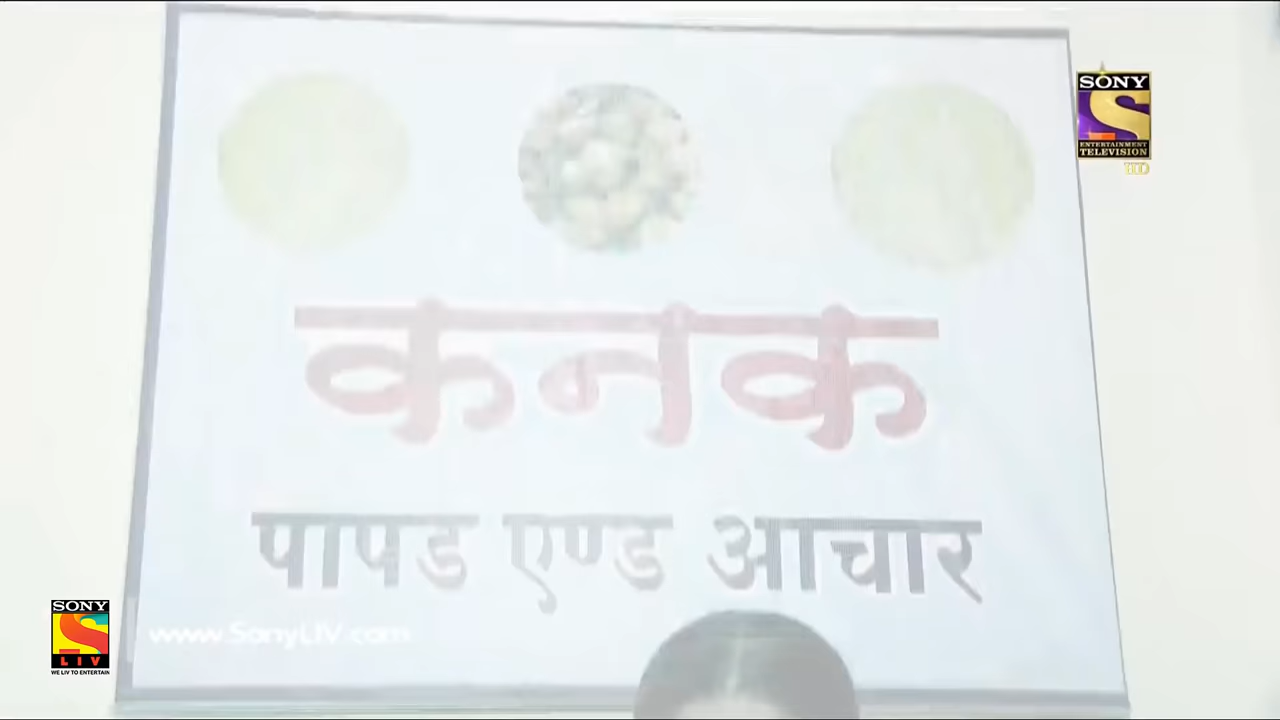 SONY
ENTERTAINMENT
TELEVISION
HD
कनक
पापड एण्ड आचार
www.SonyLIV.com
SONY
LIV
WE LIV TO ENTERTAIN